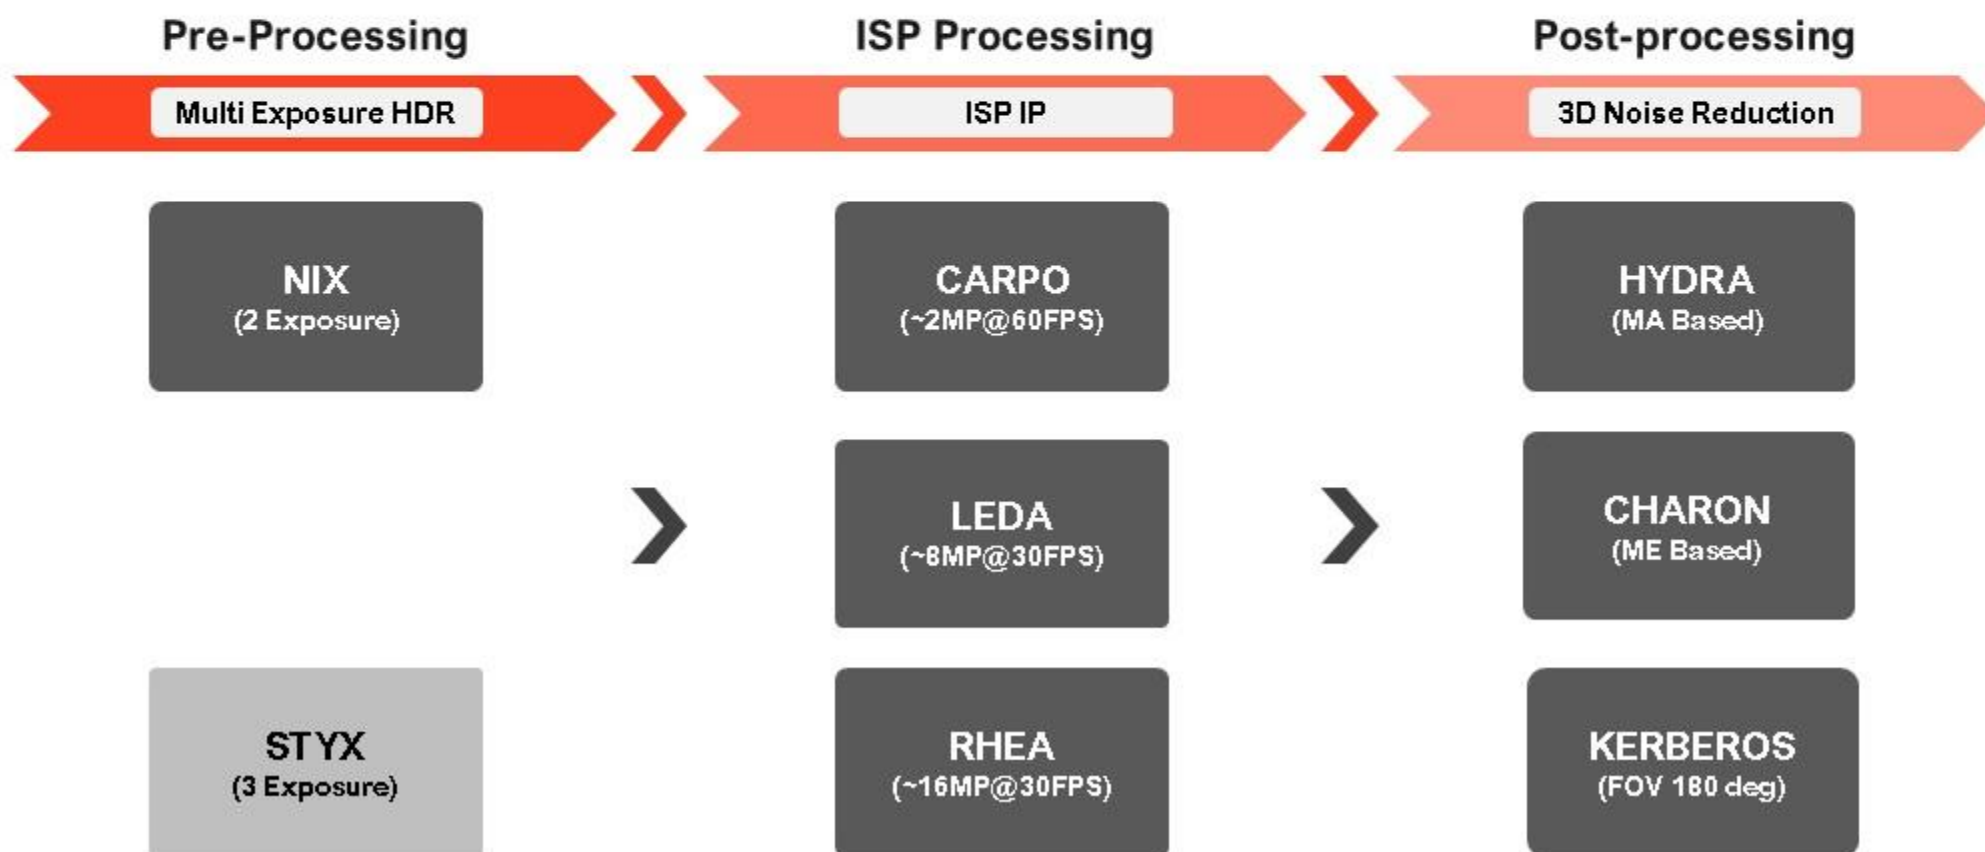 Pre-Processing
ISP Processing
Post-processing
Multi Exposure HDR
ISP IP
3D Noise Reduction
NIX
(2 Exposure)
CARPO
(~2MP@60FPS)
HYDRA
(MA Based)
LEDA
(~8MP@30FPS)
CHARON
(ME Based)
STYX
(3 Exposure)
RHEA
(~16MP@30FPS)
KERBEROS
(FOV 180 deg)